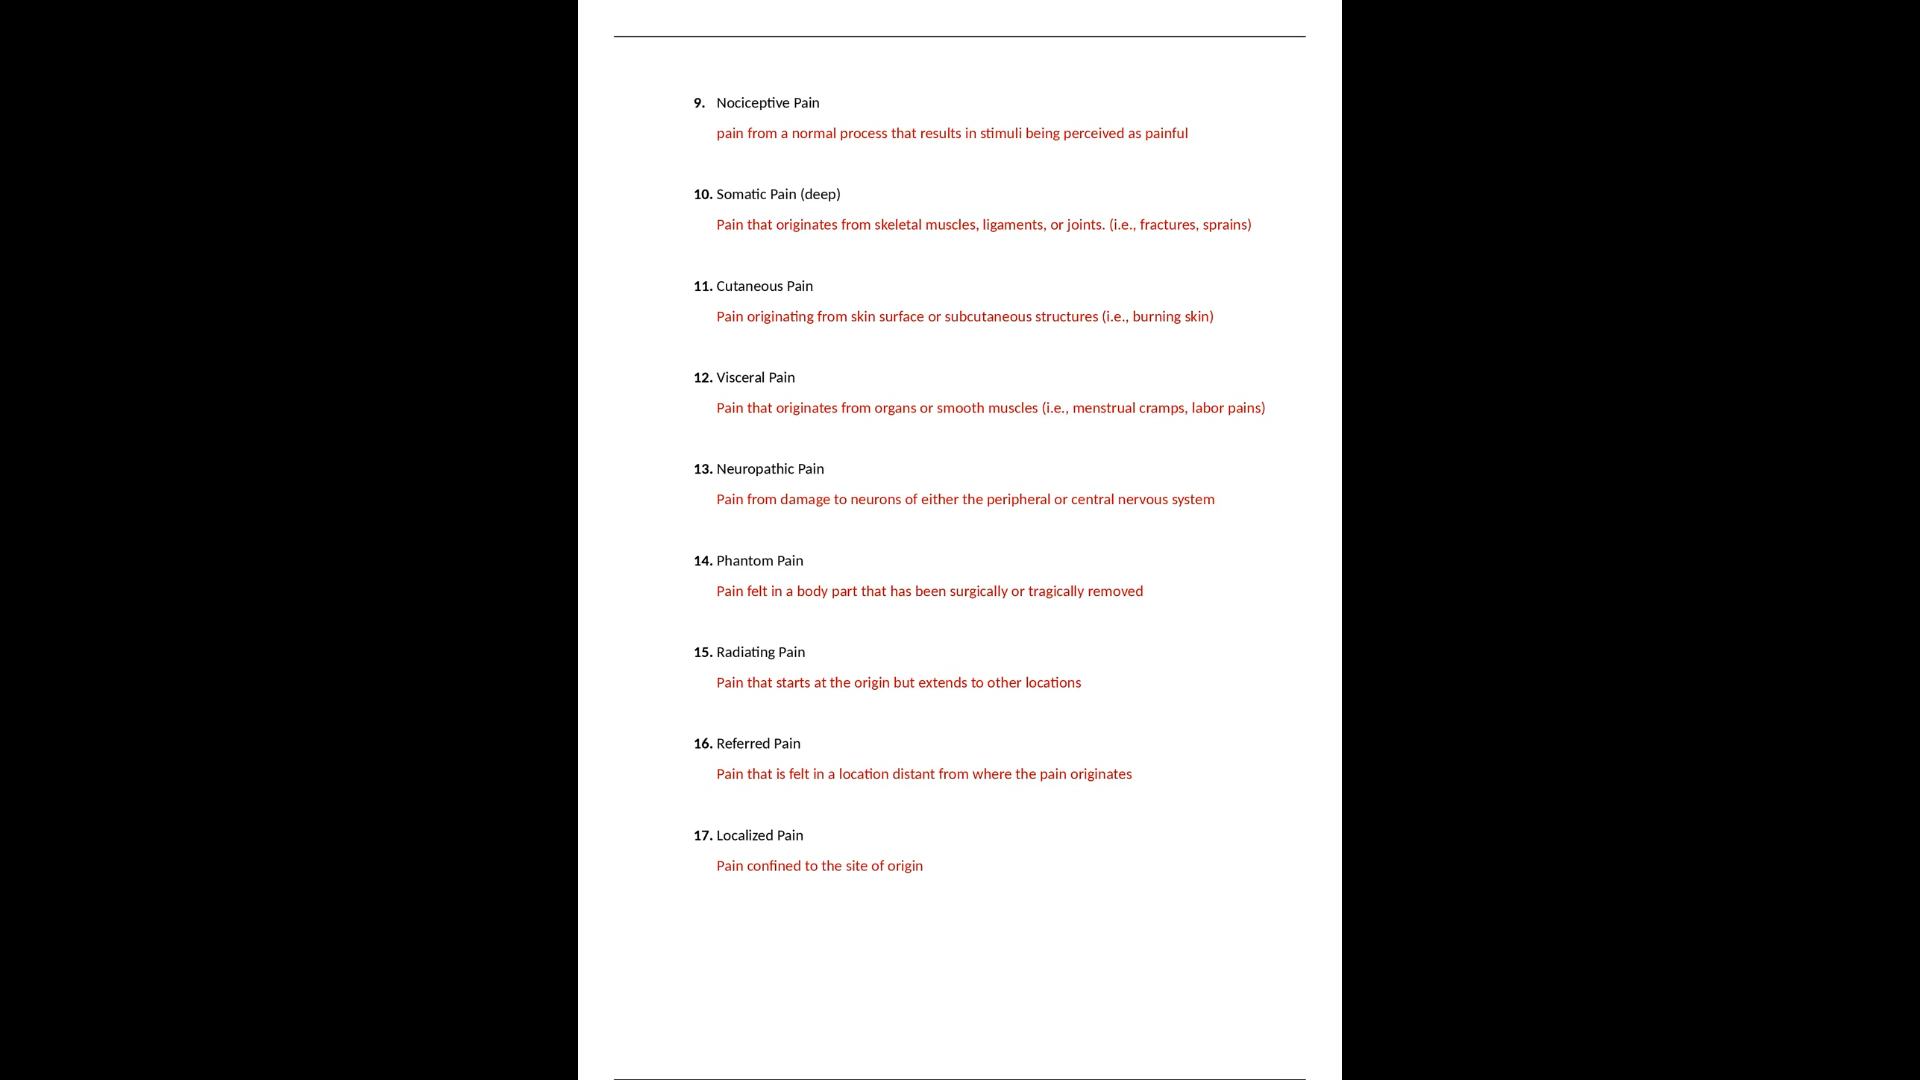 9. Nociceptive Pain
pain from a normal process that results in stimuli being perceived as painful
10. Somatic Pain (deep)
Pain that originates from skeletal muscles, ligaments, or joints. (i.e., fractures, sprains)
11. Cutaneous Pain
Pain originating from skin surface or subcutaneous structures (i.e., burning skin)
12. Visceral Pain
Pain that originates from organs or smooth muscles (i.e., menstrual cramps, labor pains)
13. Neuropathic Pain
Pain from damage to neurons of either the peripheral or central nervous system
14. Phantom Pain
Pain felt in a body part that has been surgically or tragically removed
15. Radiating Pain
Pain that starts at the origin but extends to other locations
16. Referred Pain
Pain that is felt in a location distant from where the pain originates
17. Localized Pain
Pain confined to the site of origin